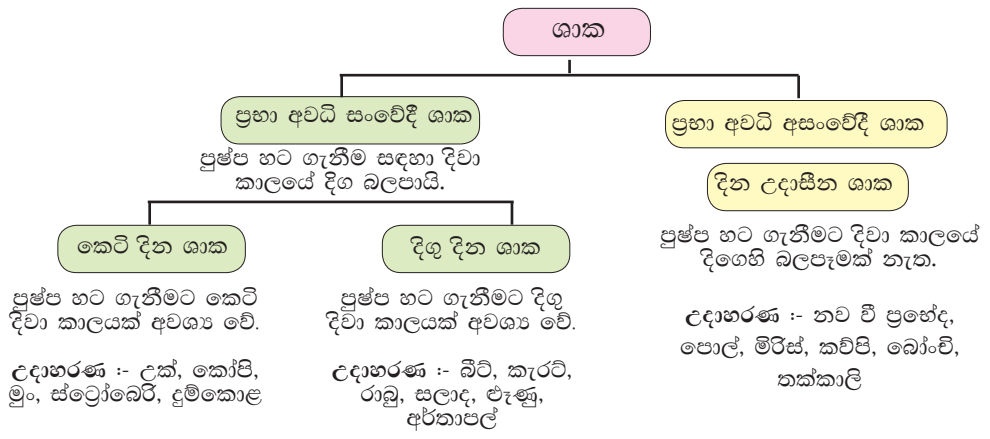 ශාක
ප්‍රභා අවධි සංවේදී ශාක
පුෂ්ප හට ගැනීම සඳහා දිවා
කාලයේ දිග බලපායි.
කෙටි දින ශාක
පුෂ්ප හට ගැනීමට කෙටි
දිවා කාලයක් අවශ්‍ය වේ.
උදාහරණ :- උක්, කෝපි,
මුං, ස්ට්‍රෝබෙරි, දුම්කොළ
දිගු දින ශාක
පුෂ්ප හට ගැනීමට දිගු
දිවා කාලයක් අවශ්‍ය වේ.
උදාහරණ :- බීට්, කැරට්,
රාබු, සලාද, ළූණු,
අර්තාපල්
ප්‍රභා අවධි අසංවේදී ශාක
දින උදාසීන ශාක
පුෂ්ප හට ගැනීමට දිවා කාලයේ
දිගෙහි බලපෑමක් නැත.
උදාහරණ :- නව වී ප්‍රභේද,
පොල්, මිරිස්, කව්පි, බෝංචි,
තක්කාලි